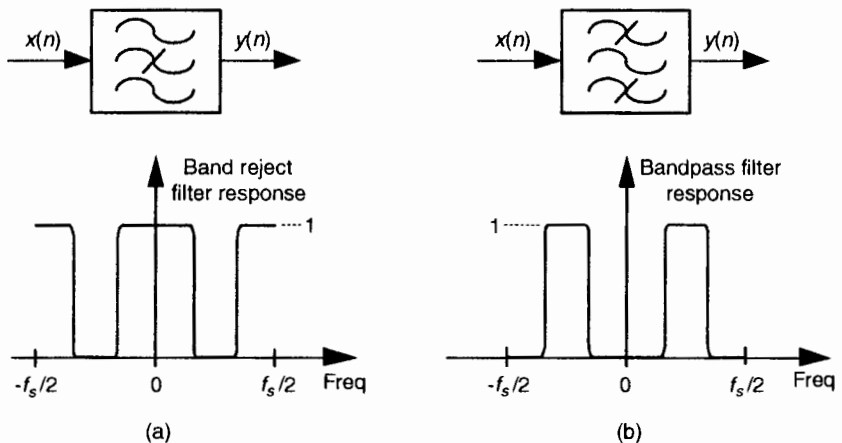 x(n)
y(n)
Band reject
filter response
1
-fs/2
0
fs/2
Freq
(a)
x(n)
y(n)
Bandpass filter
response
1
-fs/2
0
fs/2
Freq
(b)